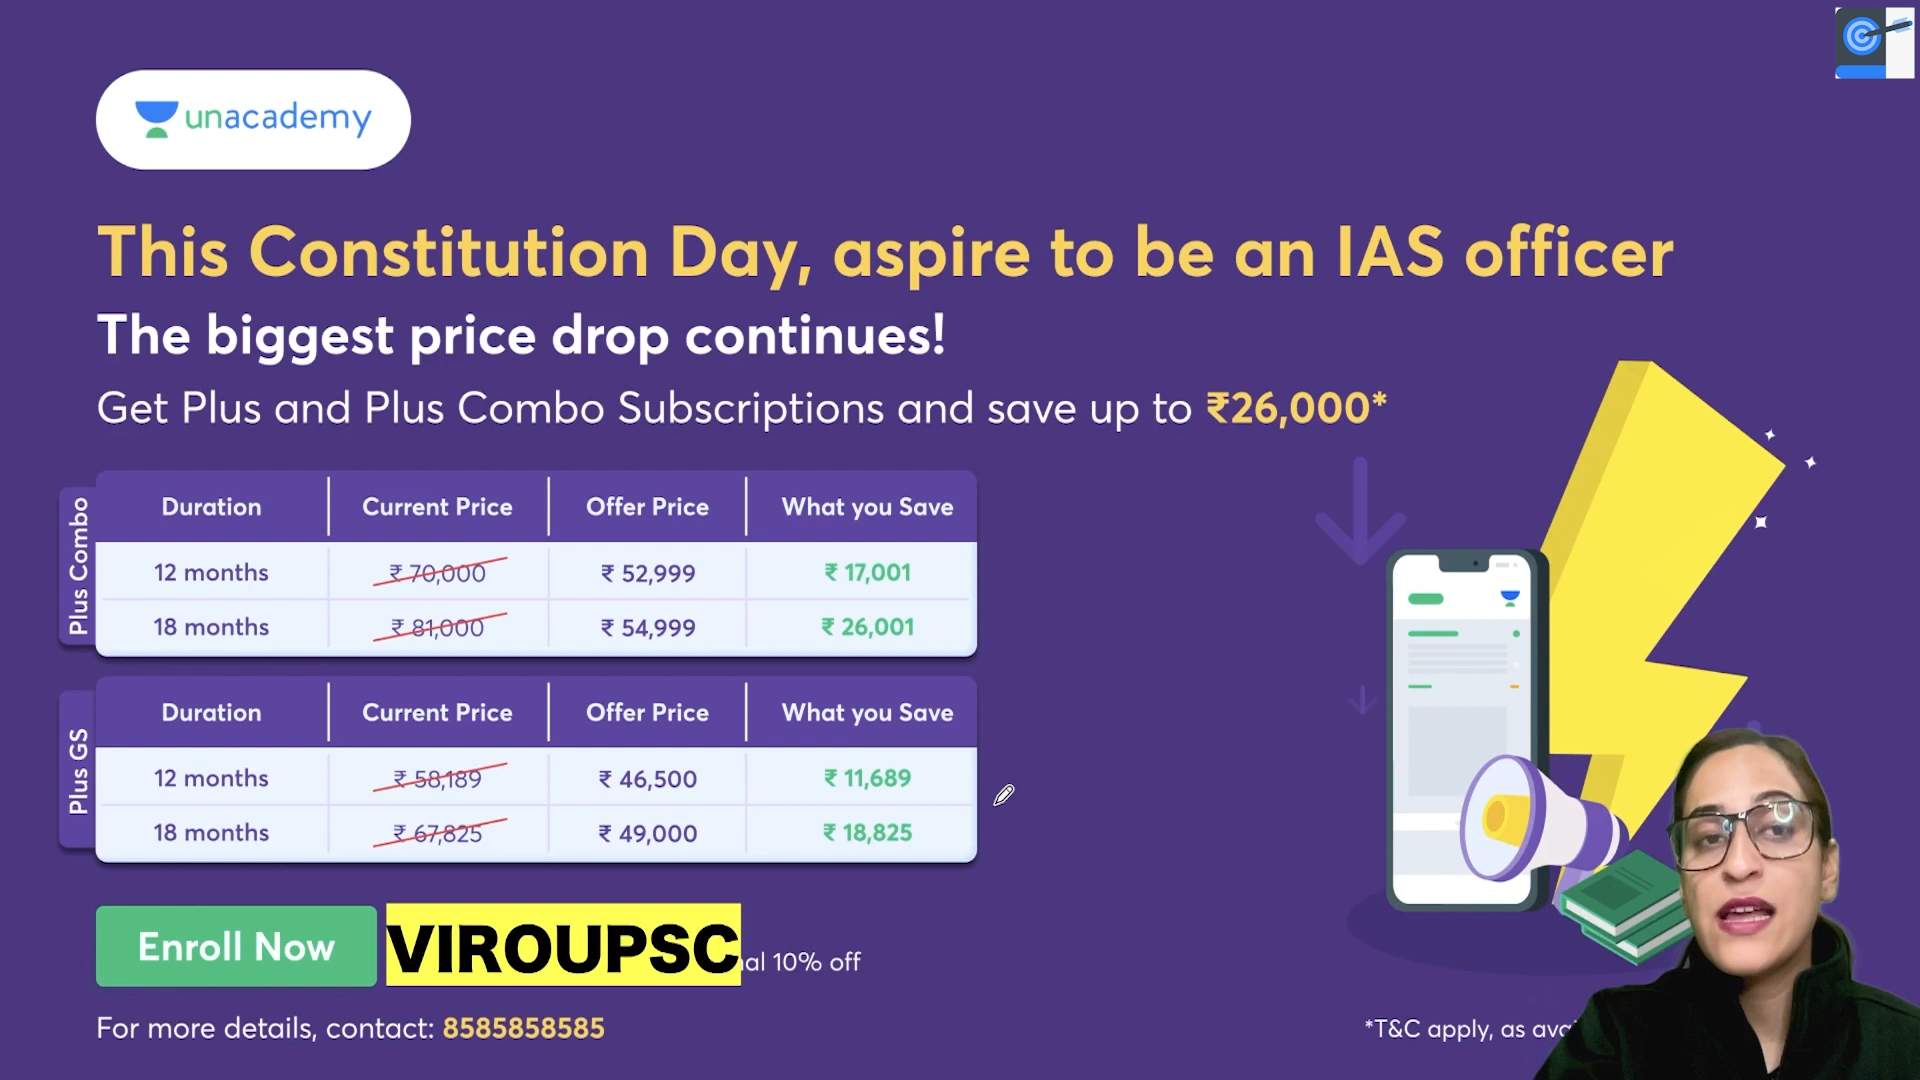 unacademy
This Constitution Day, aspire to be an IAS officer
The biggest price drop continues!
Get Plus and Plus Combo Subscriptions and save up to ₹26,000*
Plus Combo
Duration Current Price Offer Price What you Save
12 months ₹ 70,000 ₹ 52,999 ₹ 17,001
18 months ₹ 81,000 ₹ 54,999 ₹ 26,001
Plus GS
Duration Current Price Offer Price What you Save
12 months ₹ 58,189 ₹ 46,500 ₹ 11,689
18 months ₹ 67,825 ₹ 49,000 ₹ 18,825
Enroll Now VIROUPSC 10% off
For more details, contact: 8585858585
*T&C apply, as